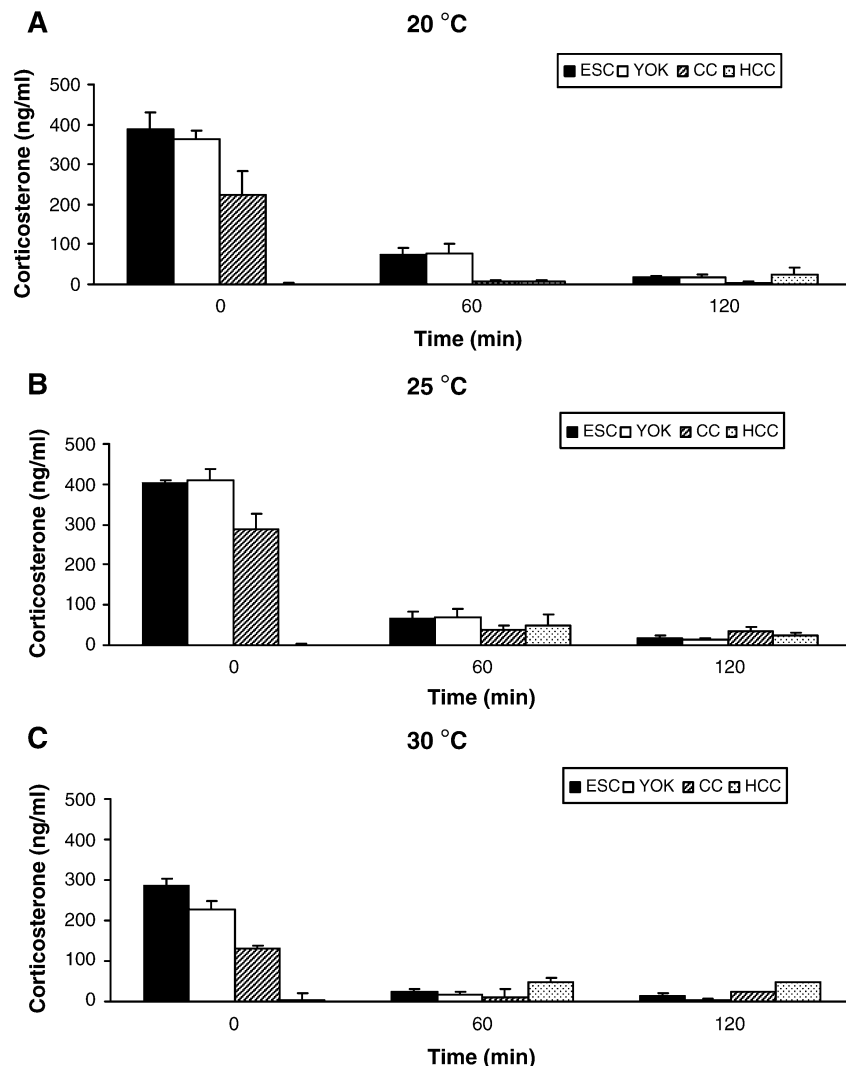 A
20 °C
ESC YOK CC HCC
Corticosterone (ng/ml)
500
400
300
200
100
0
0 60 120
Time (min)
B
25 °C
ESC YOK CC HCC
Corticosterone (ng/ml)
500
400
300
200
100
0
0 60 120
Time (min)
C
30 °C
ESC YOK CC HCC
Corticosterone (ng/ml)
500
400
300
200
100
0
0 60 120
Time (min)